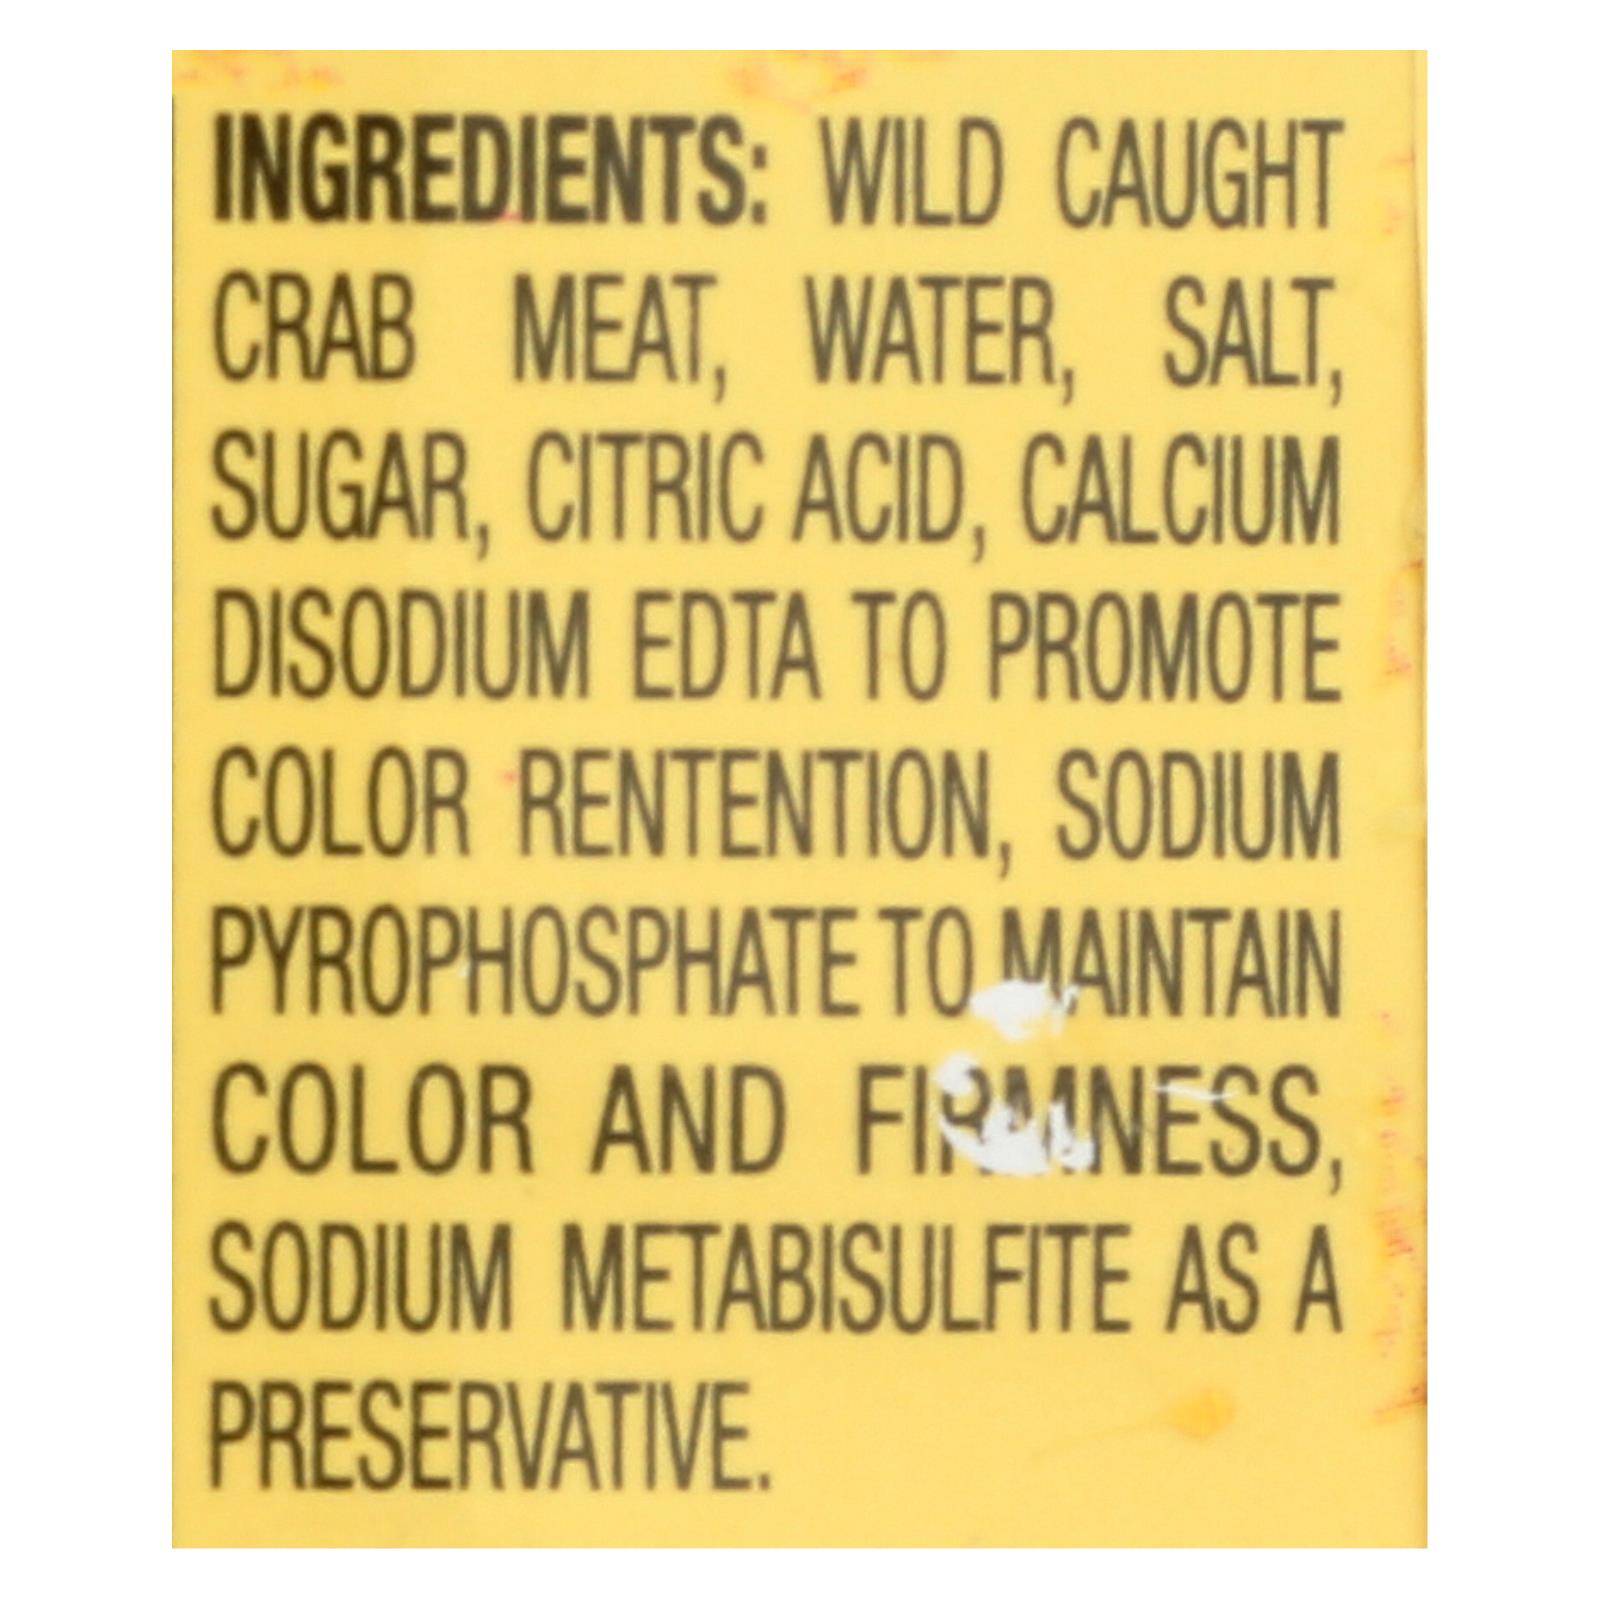 INGREDIENTS: WILD CAUGHT
CRAB MEAT, WATER, SALT,
SUGAR, CITRIC ACID, CALCIUM
DISODIUM EDTA TO PROMOTE
COLOR RENTENTION, SODIUM
PYROPHOSPHATE TO MAINTAIN
COLOR AND FIRMNESS,
SODIUM METABISULFITE AS A
PRESERVATIVE.